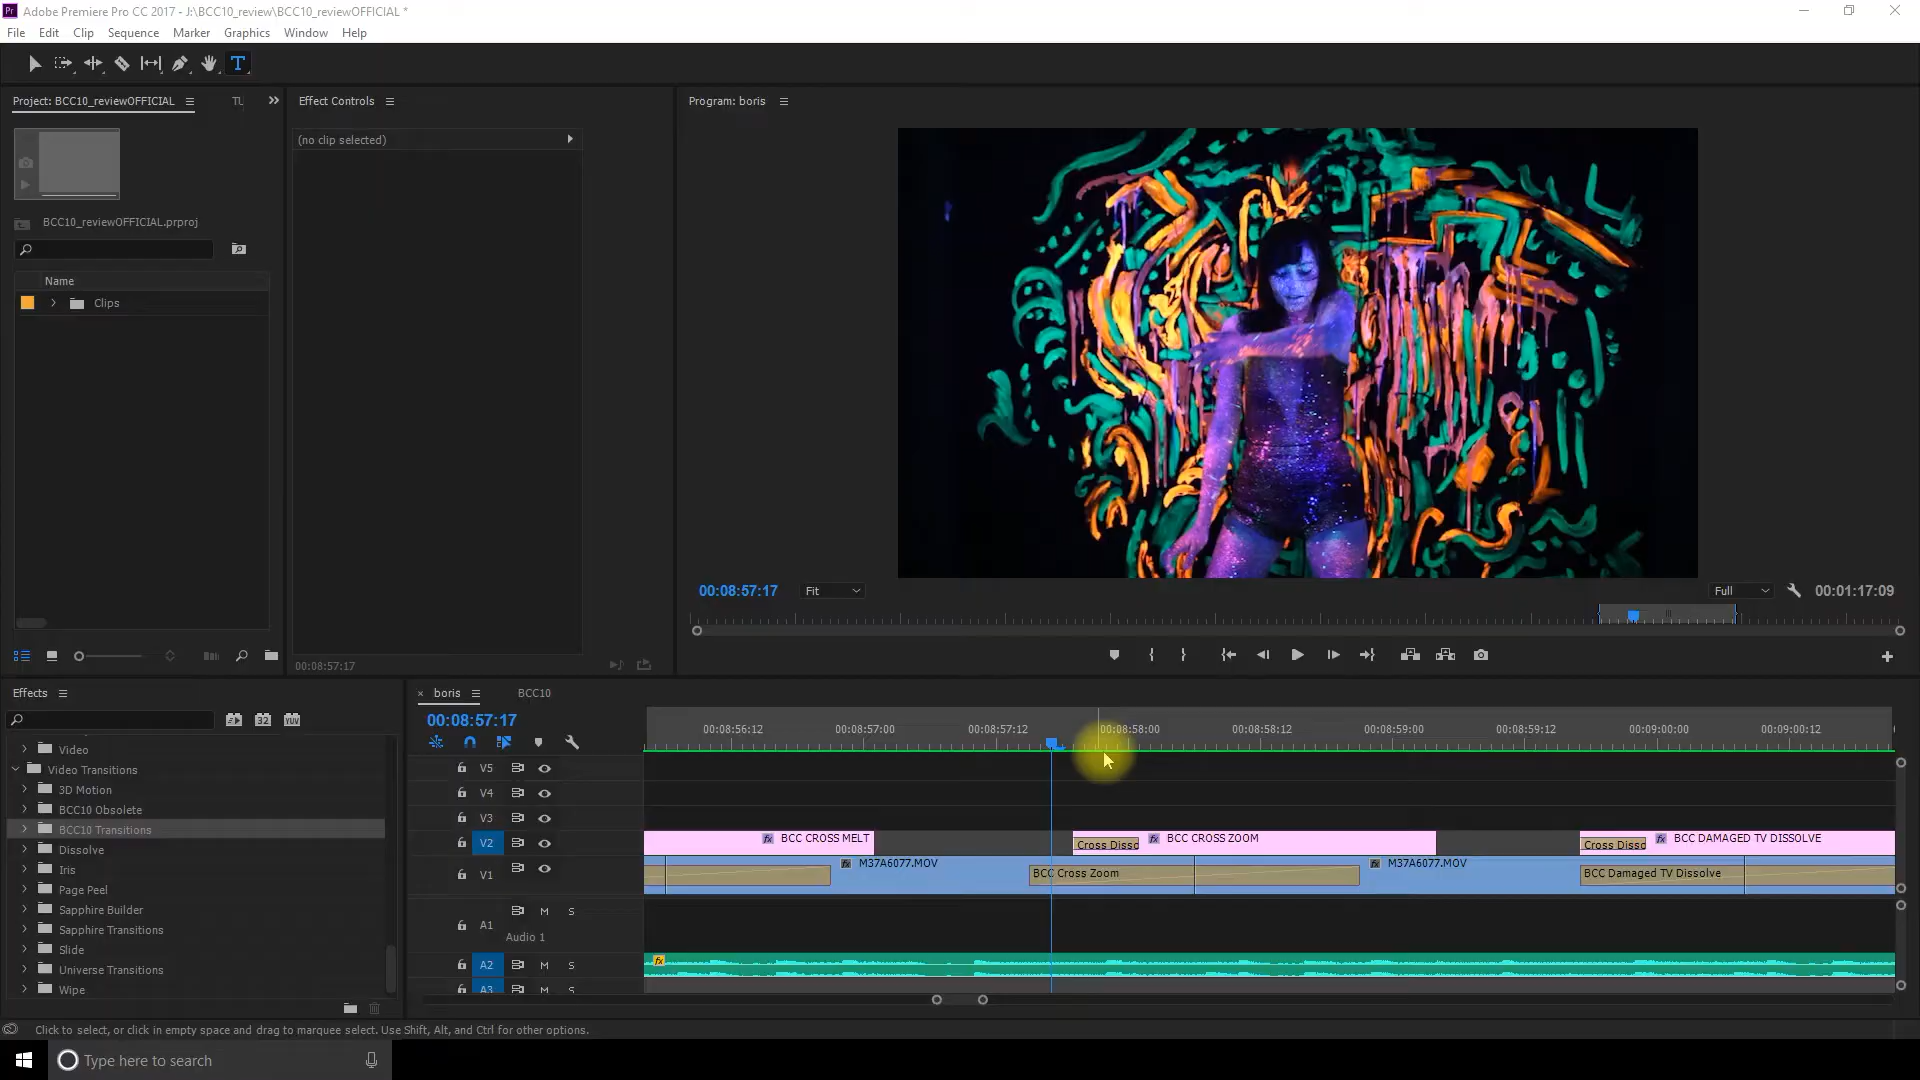 Adobe Premiere Pro CC 2017 - J:\BCC10_review\BCC10_reviewOFFICIAL *
File Edit Clip Sequence Marker Graphics Window Help
Project: BCC10_reviewOFFICIAL
Effect Controls
Program: boris
(no clip selected)
BCC10_reviewOFFICIAL.prproj
Name
Clips
00:08:57:17
00:08:57:17 Fit Full 00:01:17:09
Effects
boris BCC10
00:08:57:17
00:08:56:12 00:08:57:00 00:08:57:12 00:08:58:00 00:08:58:12 00:08:59:00 00:08:59:12 00:09:00:00 00:09:00:12
32 YUV
Video
Video Transitions
3D Motion
BCC10 Obsolete
BCC10 Transitions
Dissolve
Iris
Page Peel
Sapphire Builder
Sapphire Transitions
Slide
Universe Transitions
Wipe
V5
V4
V3
V2 fx BCC CROSS MELT Cross Disso fx BCC CROSS ZOOM Cross Disso fx BCC DAMAGED TV DISSOLVE
V1 fx M37A6077.MOV BCC Cross Zoom fx M37A6077.MOV BCC Damaged TV Dissolve
A1 M S
Audio 1
A2 M S fx
A3 M S
Click to select, or click in empty space and drag to marquee select. Use Shift, Alt, and Ctrl for other options.
Type here to search